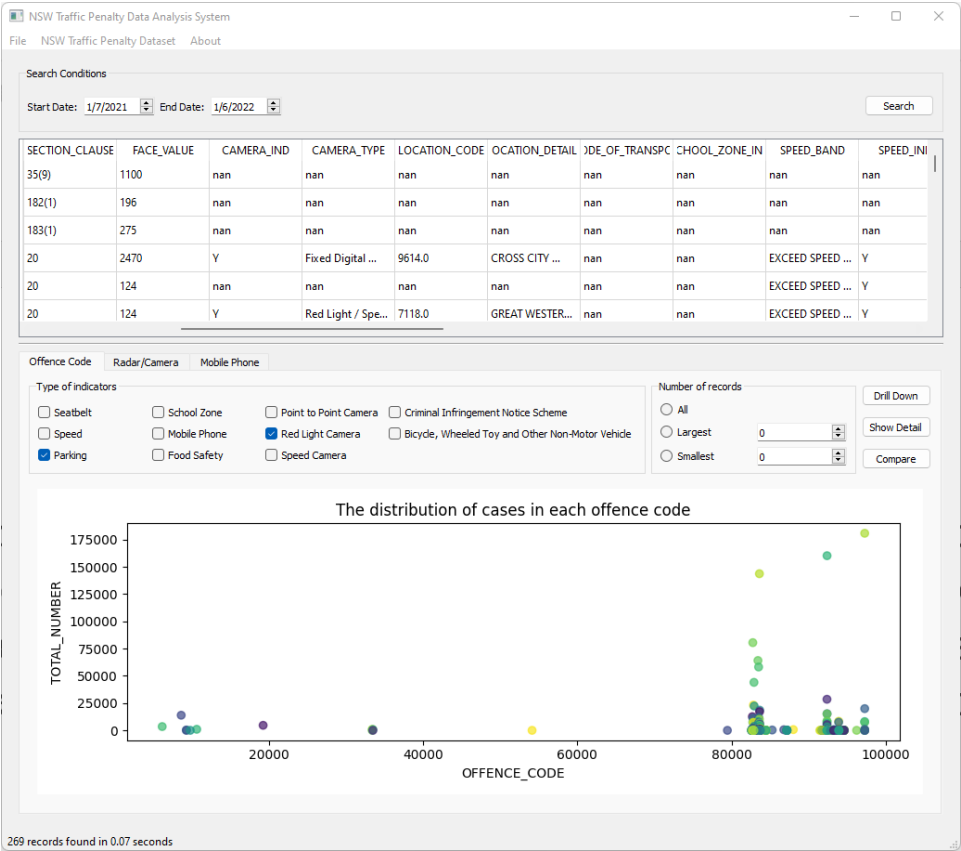 NSW Traffic Penalty Data Analysis System
File NSW Traffic Penalty Dataset About
Search Conditions
Start Date: 1/7/2021 End Date: 1/6/2022 Search
SECTION_CLAUSE FACE_VALUE CAMERA_IND CAMERA_TYPE LOCATION_CODE OCATION_DETAIL ODE_OF_TRANSPC CHOOL_ZONE_IN SPEED_BAND SPEED_INI
35(9) 1100 nan nan nan nan nan nan nan nan
182(1) 196 nan nan nan nan nan nan nan nan
183(1) 275 nan nan nan nan nan nan nan nan
20 2470 Y Fixed Digital ... 9614.0 CROSS CITY ... nan nan EXCEED SPEED ... Y
20 124 nan nan nan nan nan nan EXCEED SPEED ... Y
20 124 Y Red Light / Spe... 7118.0 GREAT WESTER... nan nan EXCEED SPEED ... Y
Offence Code Radar/Camera Mobile Phone
Type of indicators
Seatbelt School Zone Point to Point Camera Criminal Infringement Notice Scheme
Speed Mobile Phone Red Light Camera Bicycle, Wheeled Toy and Other Non-Motor Vehicle
Parking Food Safety Speed Camera
Number of records
All
Largest 0
Smallest 0
Drill Down
Show Detail
Compare
The distribution of cases in each offence code
TOTAL_NUMBER
175000
150000
125000
100000
75000
50000
25000
0
20000 40000 60000 80000 100000
OFFENCE_CODE
269 records found in 0.07 seconds